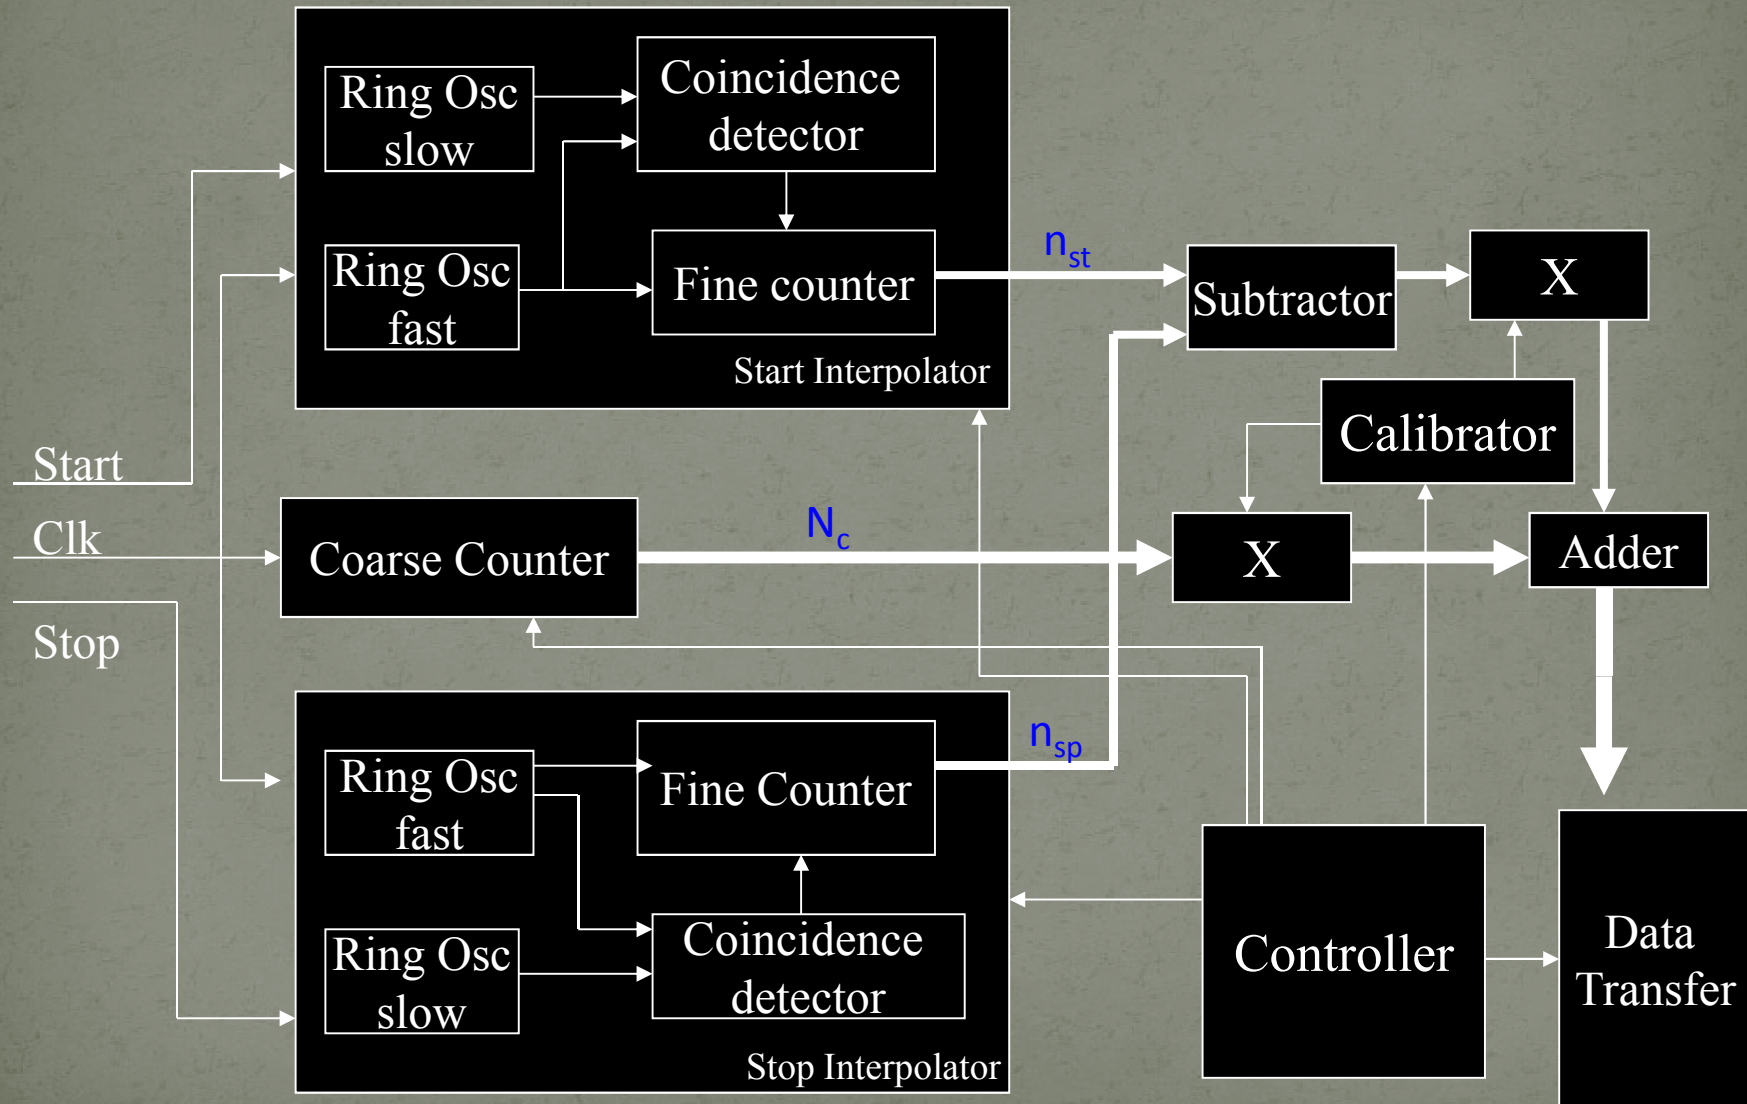 Ring Osc
slow
Coincidence
detector
Ring Osc
fast
Fine counter
Start Interpolator
n_st
Subtractor
X
Calibrator
Start
Clk
Stop
Coarse Counter
N_c
X
Adder
Ring Osc
fast
Fine Counter
n_sp
Ring Osc
slow
Coincidence
detector
Stop Interpolator
Controller
Data
Transfer